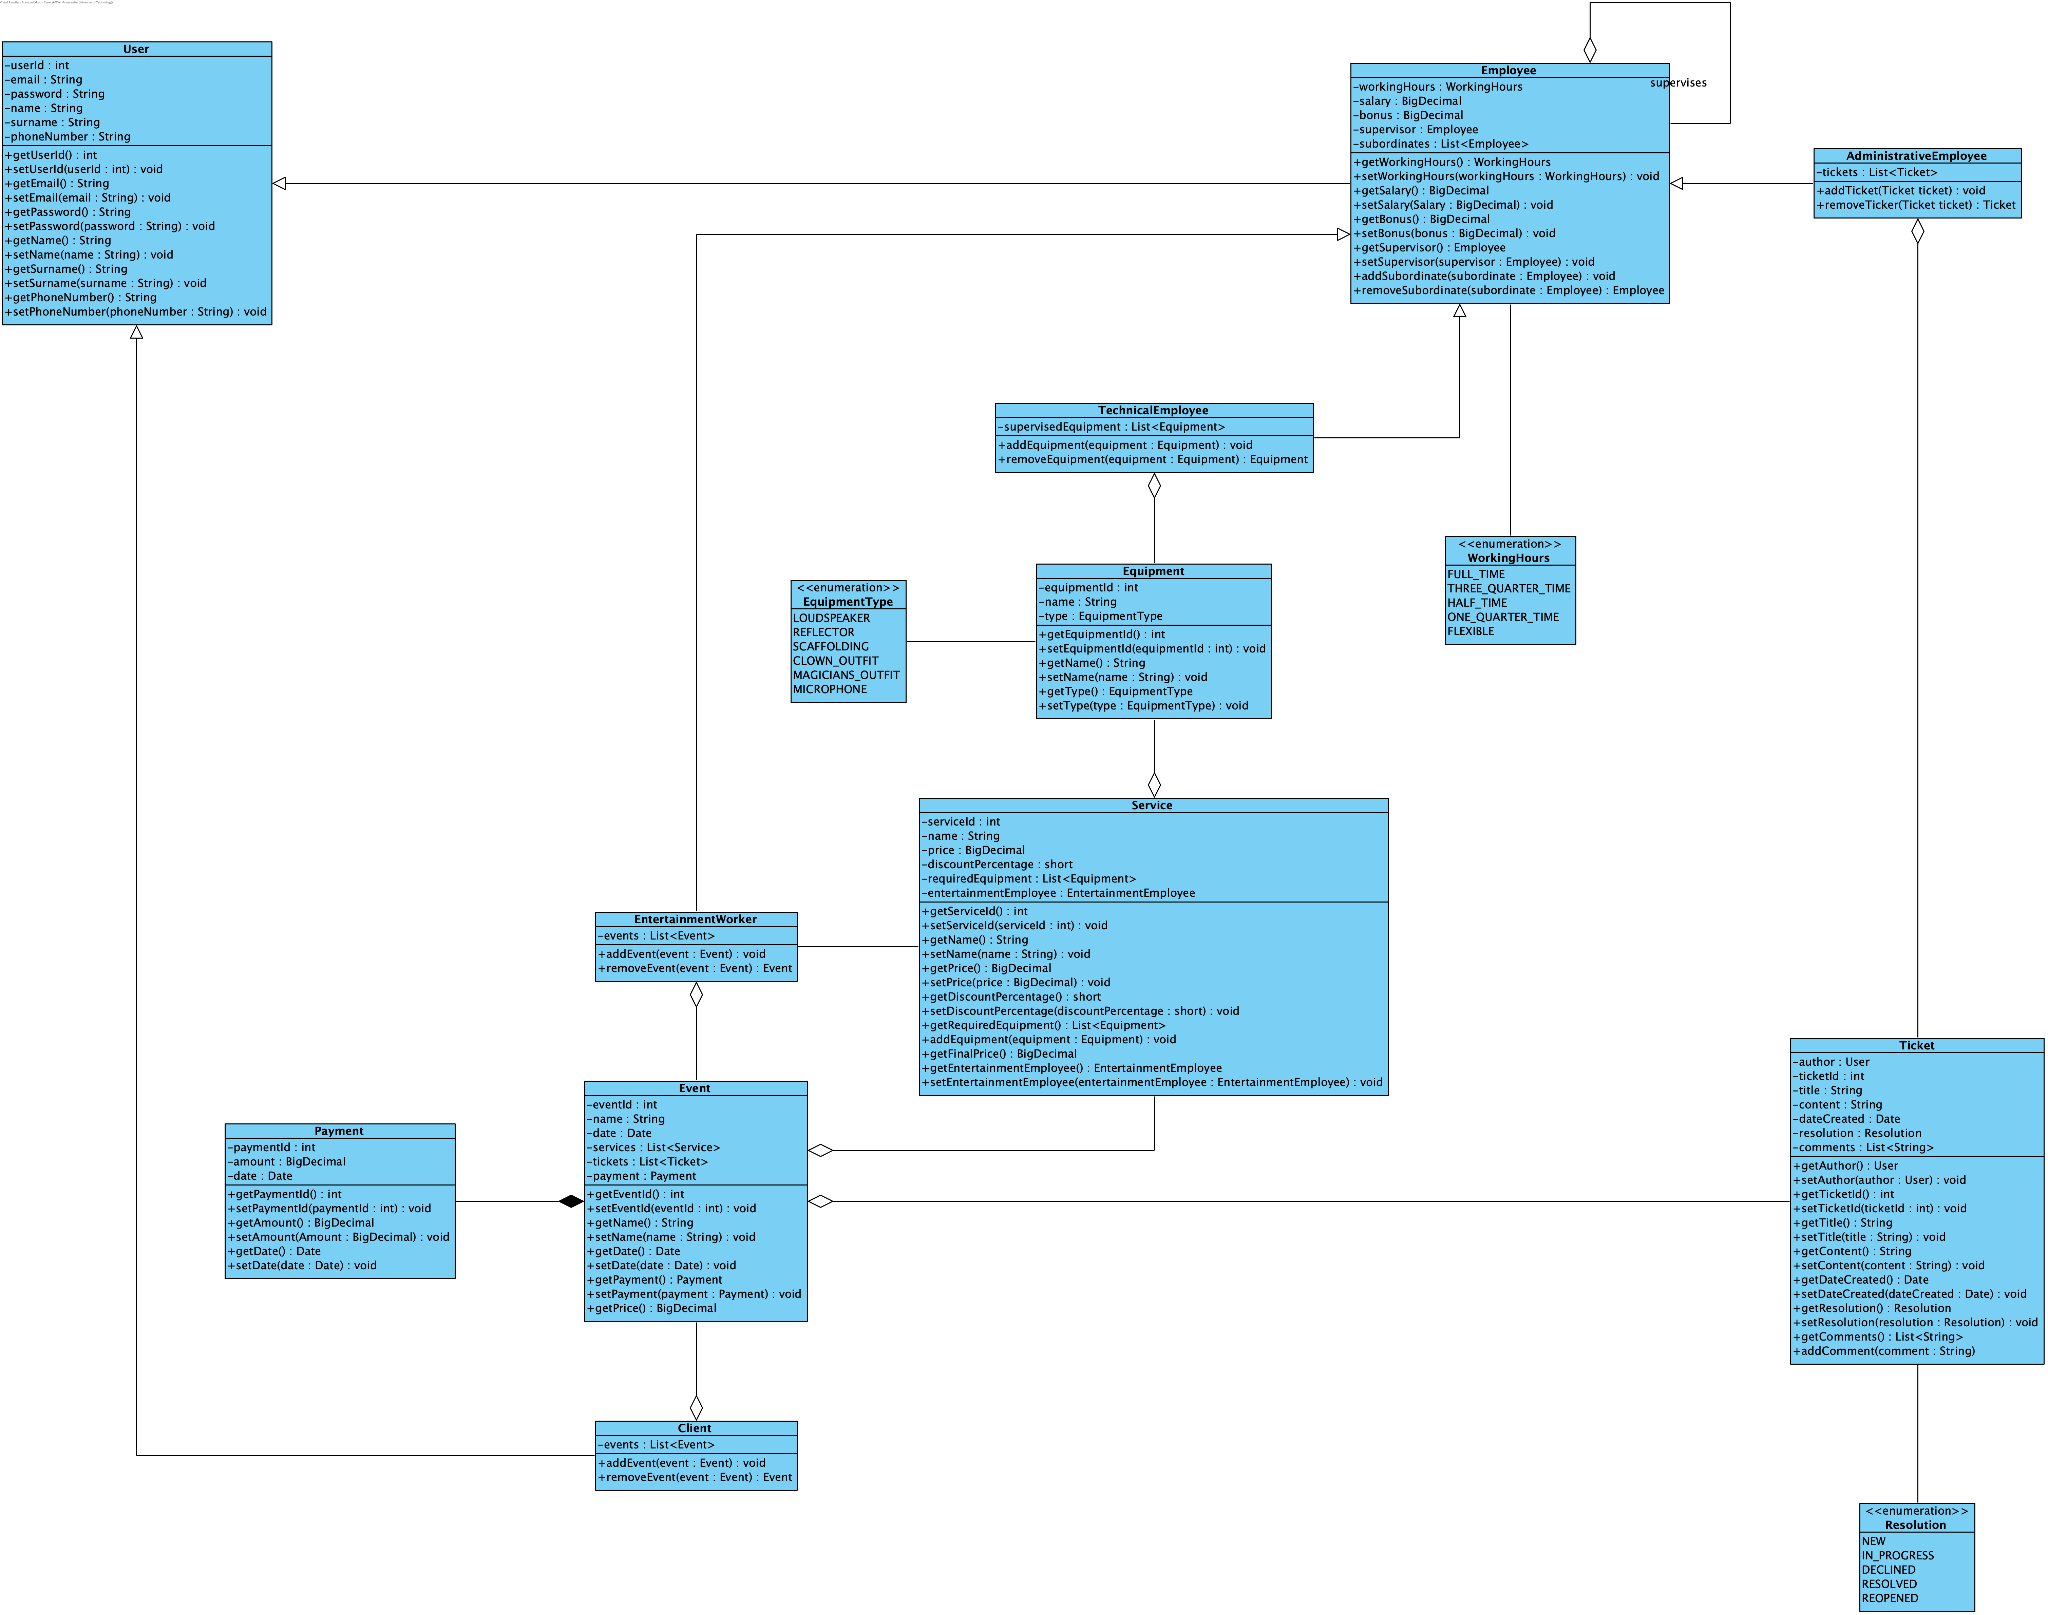 User
-userId : int
-email : String
-password : String
-name : String
-surname : String
-phoneNumber : String
+getUserId() : int
+setUserId(userId : int) : void
+getEmail() : String
+setEmail(email : String) : void
+getPassword() : String
+setPassword(password : String) : void
+getName() : String
+setName(name : String) : void
+getSurname() : String
+setSurname(surname : String) : void
+getPhoneNumber() : String
+setPhoneNumber(phoneNumber : String) : void
Employee
-workingHours : WorkingHours
-salary : BigDecimal
-bonus : BigDecimal
-supervisor : Employee
-subordinates : List<Employee>
+getWorkingHours() : WorkingHours
+setWorkingHours(workingHours : WorkingHours) : void
+getSalary() : BigDecimal
+setSalary(Salary : BigDecimal) : void
+getBonus() : BigDecimal
+setBonus(bonus : BigDecimal) : void
+getSupervisor() : Employee
+setSupervisor(supervisor : Employee) : void
+addSubordinate(subordinate : Employee) : void
+removeSubordinate(subordinate : Employee) : Employee
supervises
AdministrativeEmployee
-tickets : List<Ticket>
+addTicket(Ticket ticket) : void
+removeTicker(Ticket ticket) : Ticket
TechnicalEmployee
-supervisedEquipment : List<Equipment>
+addEquipment(equipment : Equipment) : void
+removeEquipment(equipment : Equipment) : Equipment
<<enumeration>>
WorkingHours
FULL_TIME
THREE_QUARTER_TIME
HALF_TIME
ONE_QUARTER_TIME
FLEXIBLE
<<enumeration>>
EquipmentType
LOUDSPEAKER
REFLECTOR
SCAFFOLDING
CLOWN_OUTFIT
MAGICIANS_OUTFIT
MICROPHONE
Equipment
-equipmentId : int
-name : String
-type : EquipmentType
+getEquipmentId() : int
+setEquipmentId(equipmentId : int) : void
+getName() : String
+setName(name : String) : void
+getType() : EquipmentType
+setType(type : EquipmentType) : void
Service
-serviceId : int
-name : String
-price : BigDecimal
-discountPercentage : short
-requiredEquipment : List<Equipment>
-entertainmentEmployee : EntertainmentEmployee
+getServiceId() : int
+setServiceId(serviceId : int) : void
+getName() : String
+setName(name : String) : void
+getPrice() : BigDecimal
+setPrice(price : BigDecimal) : void
+getDiscountPercentage() : short
+setDiscountPercentage(discountPercentage : short) : void
+getRequiredEquipment() : List<Equipment>
+addEquipment(equipment : Equipment) : void
+getFinalPrice() : BigDecimal
+getEntertainmentEmployee() : EntertainmentEmployee
+setEntertainmentEmployee(entertainmentEmployee : EntertainmentEmployee) : void
EntertainmentWorker
-events : List<Event>
+addEvent(event : Event) : void
+removeEvent(event : Event) : Event
Event
-eventId : int
-name : String
-date : Date
-services : List<Service>
-tickets : List<Ticket>
-payment : Payment
+getEventId() : int
+setEventId(eventId : int) : void
+getName() : String
+setName(name : String) : void
+getDate() : Date
+setDate(date : Date) : void
+getPayment() : Payment
+setPayment(payment : Payment) : void
+getPrice() : BigDecimal
Payment
-paymentId : int
-amount : BigDecimal
-date : Date
+getPaymentId() : int
+setPaymentId(paymentId : int) : void
+getAmount() : BigDecimal
+setAmount(Amount : BigDecimal) : void
+getDate() : Date
+setDate(date : Date) : void
Ticket
-author : User
-ticketId : int
-title : String
-content : String
-dateCreated : Date
-resolution : Resolution
-comments : List<String>
+getAuthor() : User
+setAuthor(author : User) : void
+getTicketId() : int
+setTicketId(ticketId : int) : void
+getTitle() : String
+setTitle(title : String) : void
+getContent() : String
+setContent(content : String) : void
+getDateCreated() : Date
+setDateCreated(dateCreated : Date) : void
+getResolution() : Resolution
+setResolution(resolution : Resolution) : void
+getComments() : List<String>
+addComment(comment : String)
Client
-events : List<Event>
+addEvent(event : Event) : void
+removeEvent(event : Event) : Event
<<enumeration>>
Resolution
NEW
IN_PROGRESS
DECLINED
RESOLVED
REOPENED